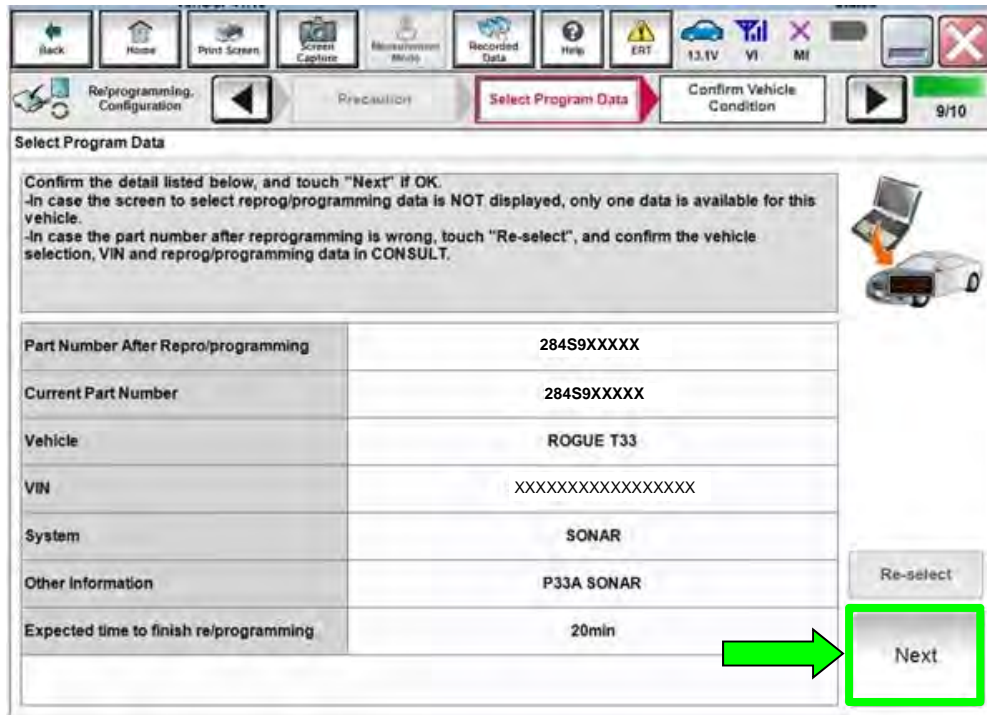 Back
Home
Print Screen
Screen Capture
Measurement Mode
Recorded Data
Help
ERT
13.1V
VI
MI
Re/programming, Configuration
Precaution
Select Program Data
Confirm Vehicle Condition
9/10
Select Program Data
Confirm the detail listed below, and touch "Next" if OK.
-In case the screen to select reprog/programming data is NOT displayed, only one data is available for this
vehicle.
-In case the part number after reprogramming is wrong, touch "Re-select", and confirm the vehicle
selection, VIN and reprog/programming data in CONSULT.
Part Number After Repro/programming
284S9XXXXX
Current Part Number
284S9XXXXX
Vehicle
ROGUE T33
VIN
XXXXXXXXXXXXXXXXX
System
SONAR
Other Information
P33A SONAR
Expected time to finish re/programming
20min
Re-select
Next